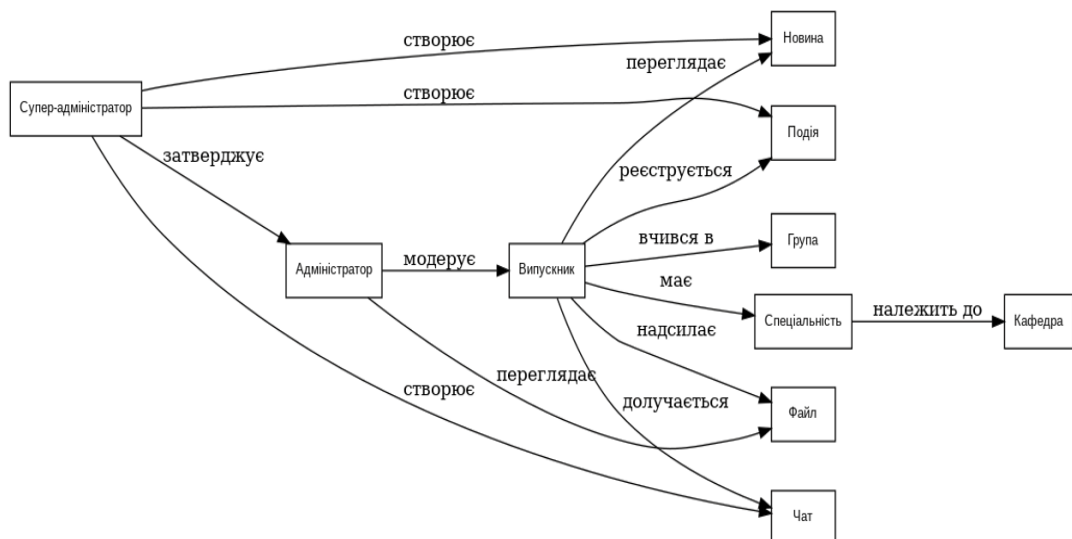 створює
Новина
переглядає
Супер-адміністратор
створює
Подія
затверджує
реєструється
вчився в
Група
Адміністратор
модерує
Випускник
має
Спеціальність
належить до
Кафедра
надсилає
переглядає
створює
долучається
Файл
Чат